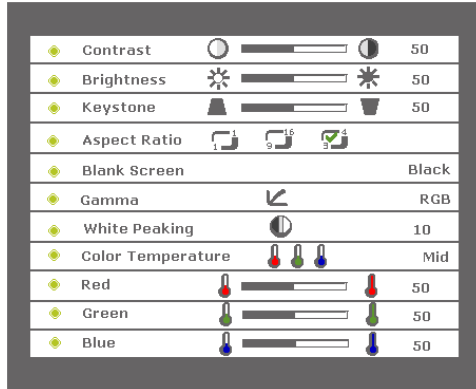 Contrast 50
Brightness 50
Keystone 50
Aspect Ratio 1 1 9 16 3 4
Blank Screen Black
Gamma RGB
White Peaking 10
Color Temperature Mid
Red 50
Green 50
Blue 50